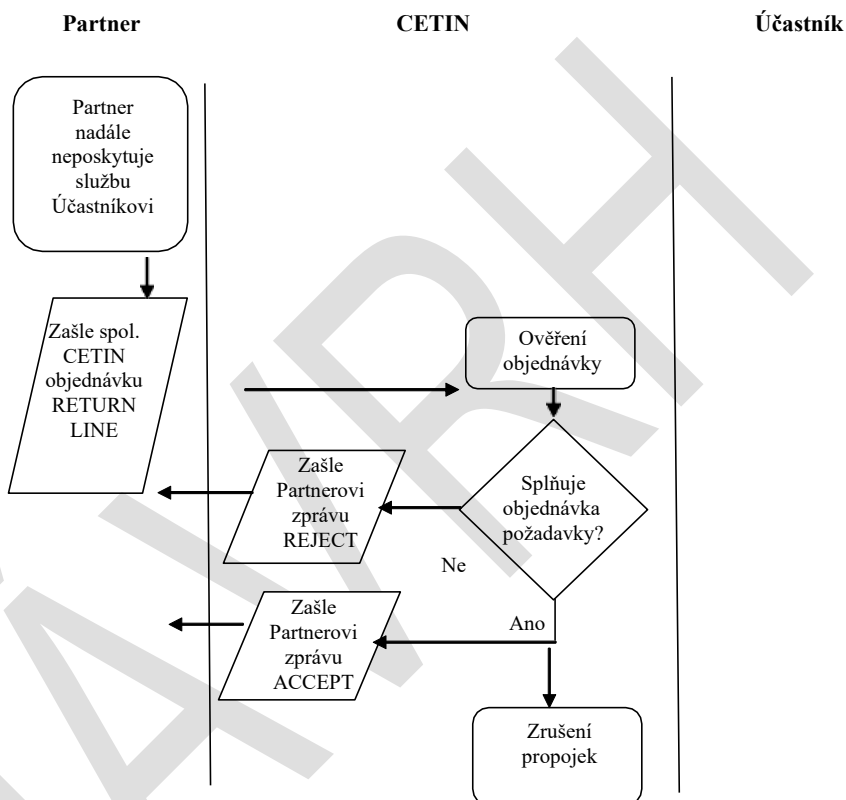 Partner
CETIN
Účastník
Partner
nadále
neposkytuje
službu
Účastníkovi
Zašle spol.
CETIN
objednávku
RETURN
LINE
Ověření
objednávky
Splňuje
objednávka
požadavky?
Zašle
Partnerovi
zprávu
REJECT
Ne
Zašle
Partnerovi
zprávu
ACCEPT
Ano
Zrušení
propojek
NÁVRH